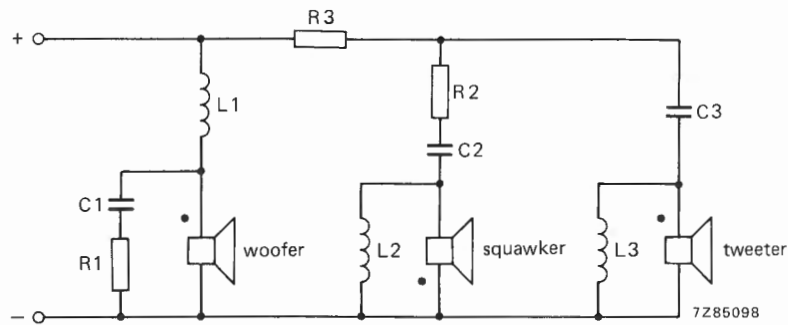 R3
+
R2
L1
C3
C2
C1
woofer
L2
squawker
L3
tweeter
R1
−
7Z85098